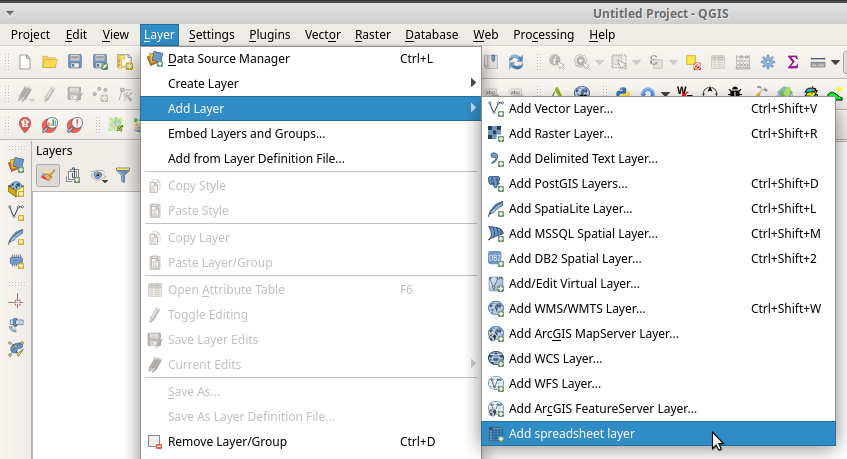 Untitled Project - QGIS
Project Edit View Layer Settings Plugins Vector Raster Database Web Processing Help
Data Source Manager Ctrl+L
Create Layer
Add Layer
Embed Layers and Groups...
Add from Layer Definition File...
Copy Style
Paste Style
Copy Layer
Paste Layer/Group
Open Attribute Table F6
Toggle Editing
Save Layer Edits
Current Edits
Save As...
Save As Layer Definition File...
Remove Layer/Group Ctrl+D
Layers
Add Vector Layer... Ctrl+Shift+V
Add Raster Layer... Ctrl+Shift+R
Add Delimited Text Layer...
Add PostGIS Layers... Ctrl+Shift+D
Add SpatiaLite Layer... Ctrl+Shift+L
Add MSSQL Spatial Layer... Ctrl+Shift+M
Add DB2 Spatial Layer... Ctrl+Shift+2
Add/Edit Virtual Layer...
Add WMS/WMTS Layer... Ctrl+Shift+W
Add ArcGIS MapServer Layer...
Add WCS Layer...
Add WFS Layer...
Add ArcGIS FeatureServer Layer...
Add spreadsheet layer